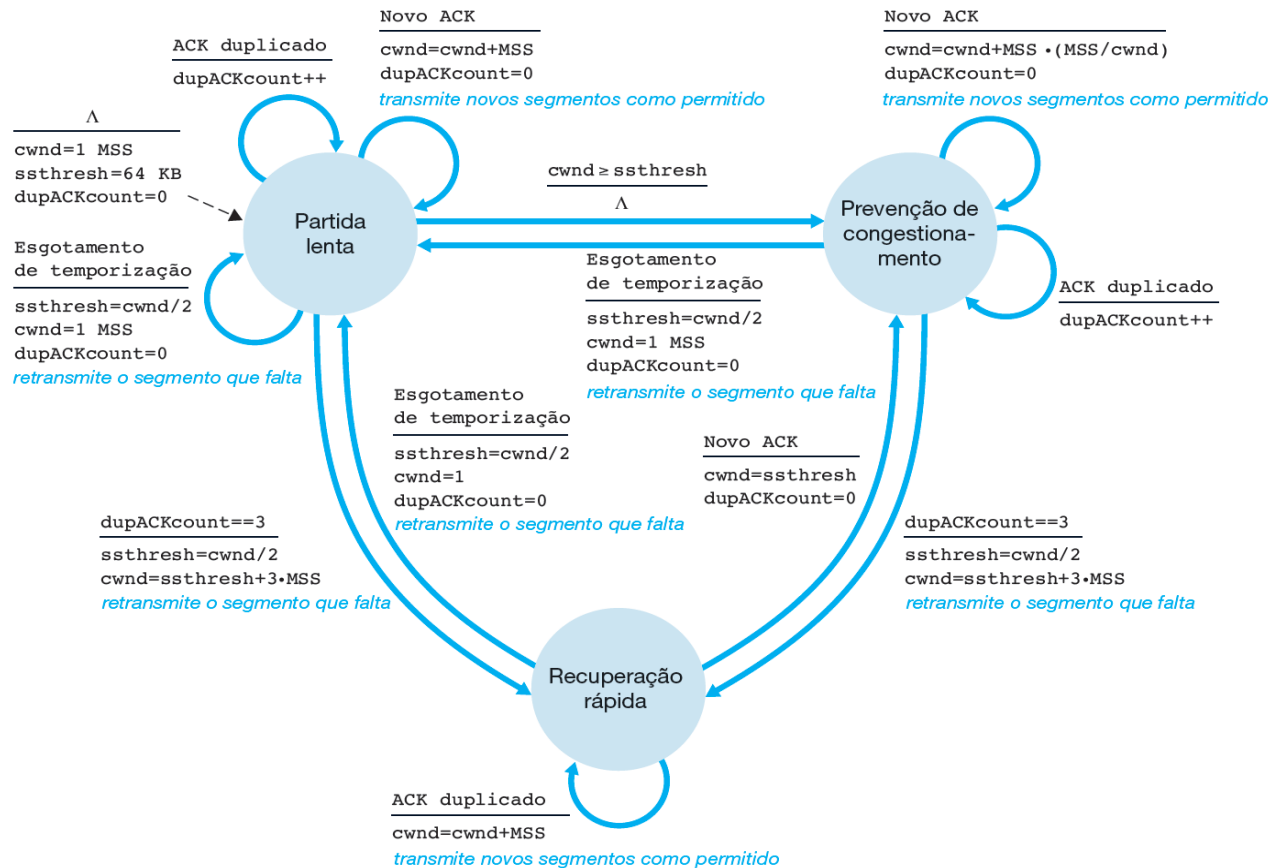 Novo ACK
cwnd=cwnd+MSS
dupACKcount=0
transmite novos segmentos como permitido
Novo ACK
cwnd=cwnd+MSS •(MSS/cwnd)
dupACKcount=0
transmite novos segmentos como permitido
ACK duplicado
dupACKcount++
Λ
cwnd=1 MSS
ssthresh=64 KB
dupACKcount=0
Partida
lenta
cwnd ≥ ssthresh
Λ
Prevenção de
congestiona-
mento
Esgotamento
de temporização
ssthresh=cwnd/2
cwnd=1 MSS
dupACKcount=0
retransmite o segmento que falta
Esgotamento
de temporização
ssthresh=cwnd/2
cwnd=1 MSS
dupACKcount=0
retransmite o segmento que falta
ACK duplicado
dupACKcount++
Esgotamento
de temporização
ssthresh=cwnd/2
cwnd=1
dupACKcount=0
retransmite o segmento que falta
Novo ACK
cwnd=ssthresh
dupACKcount=0
dupACKcount==3
ssthresh=cwnd/2
cwnd=ssthresh+3•MSS
retransmite o segmento que falta
dupACKcount==3
ssthresh=cwnd/2
cwnd=ssthresh+3•MSS
retransmite o segmento que falta
Recuperação
rápida
ACK duplicado
cwnd=cwnd+MSS
transmite novos segmentos como permitido